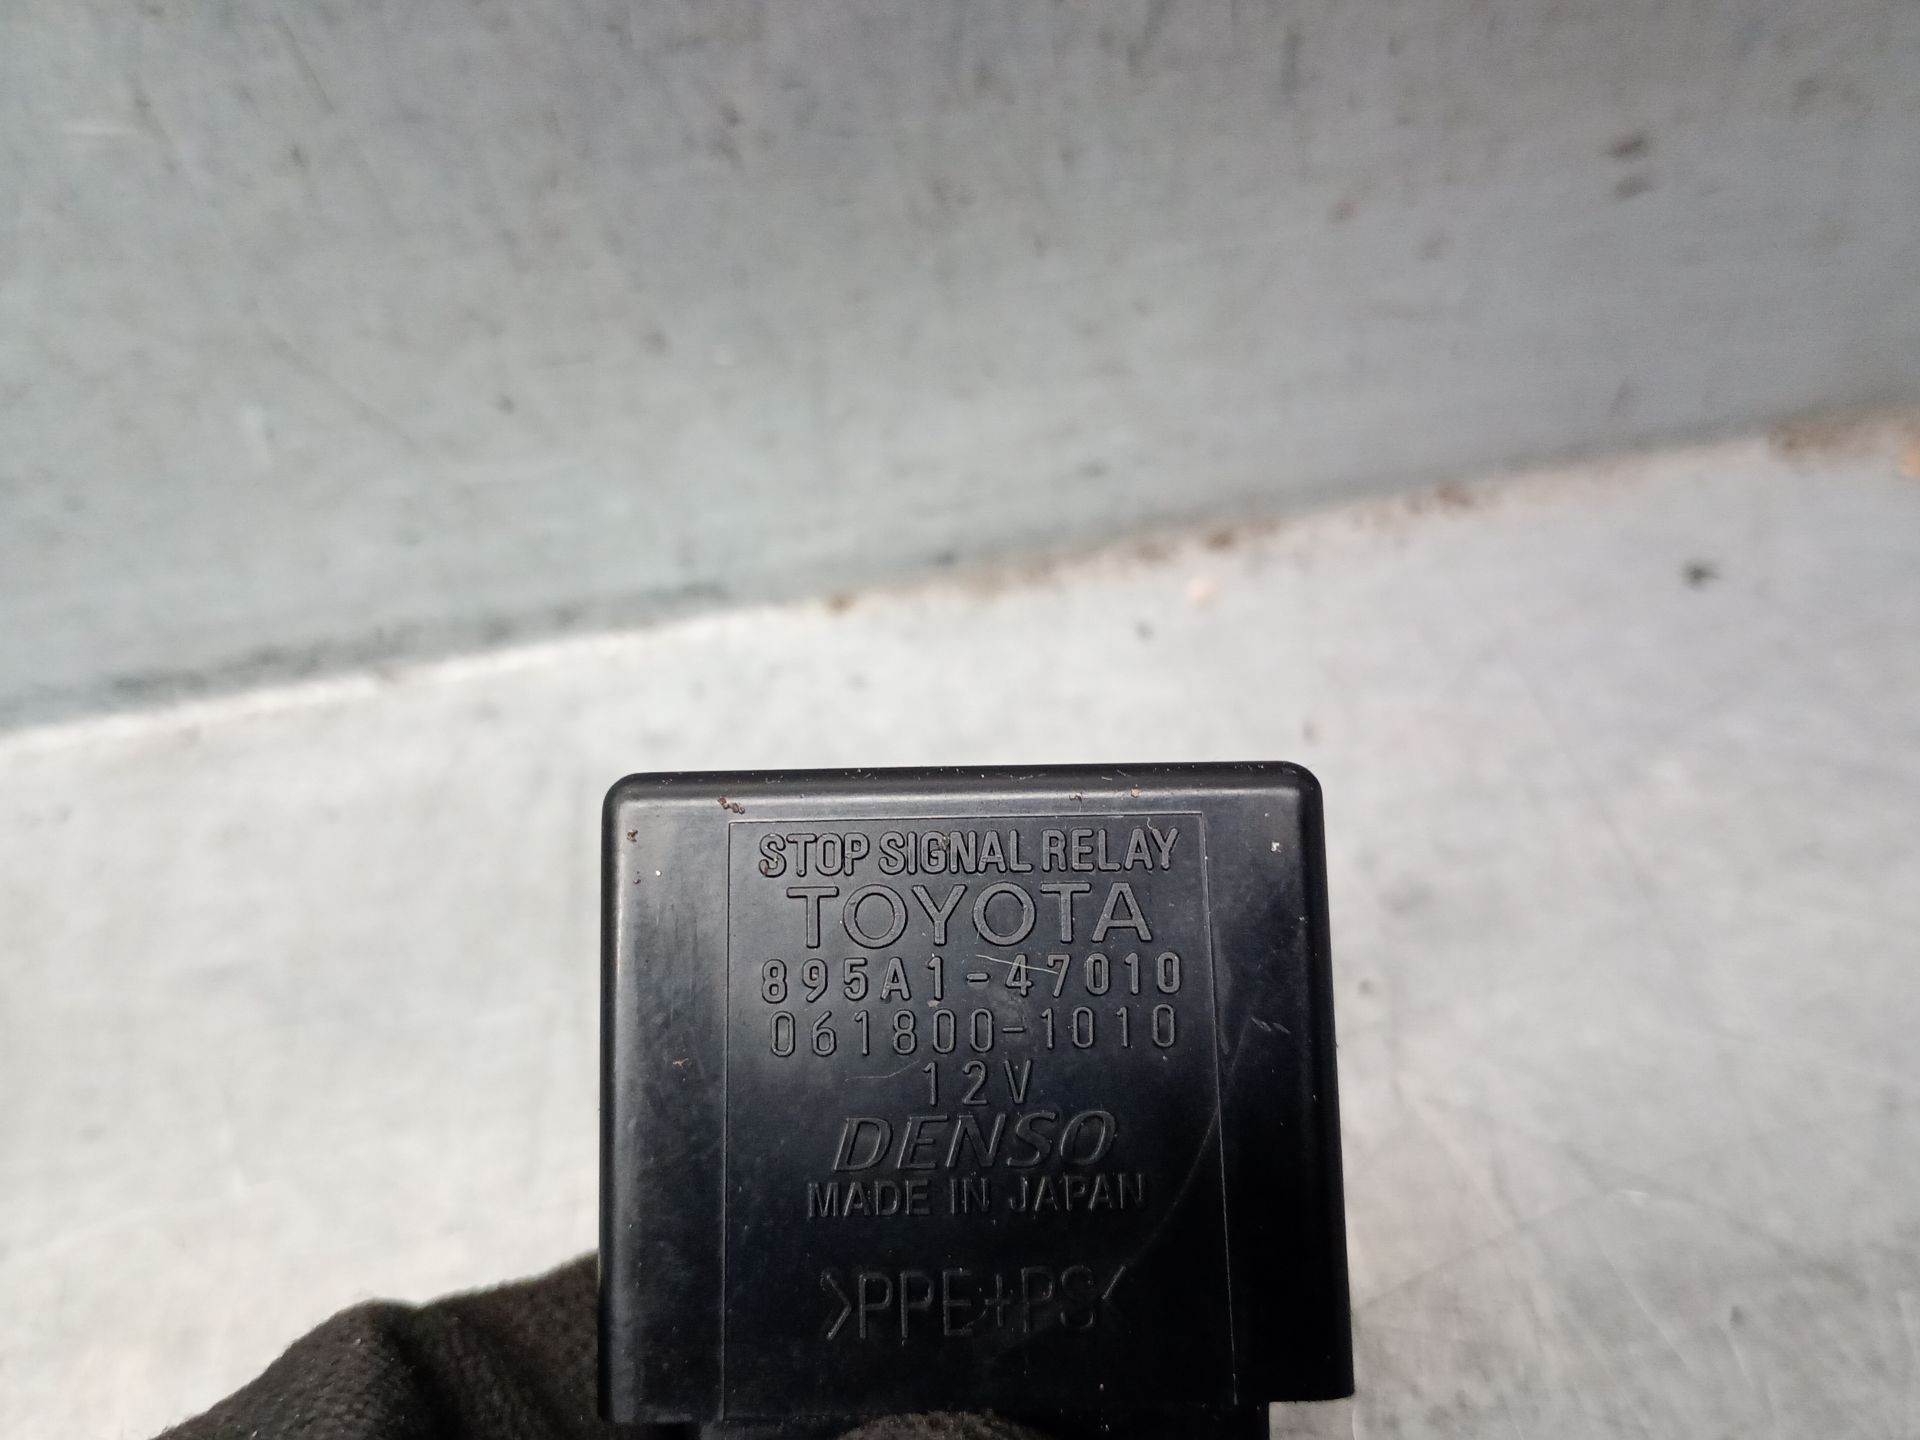 STOP SIGNAL RELAY
TOYOTA
895A1-47010
061800-1010
12V
DENSO
MADE IN JAPAN
>PPE+PS<